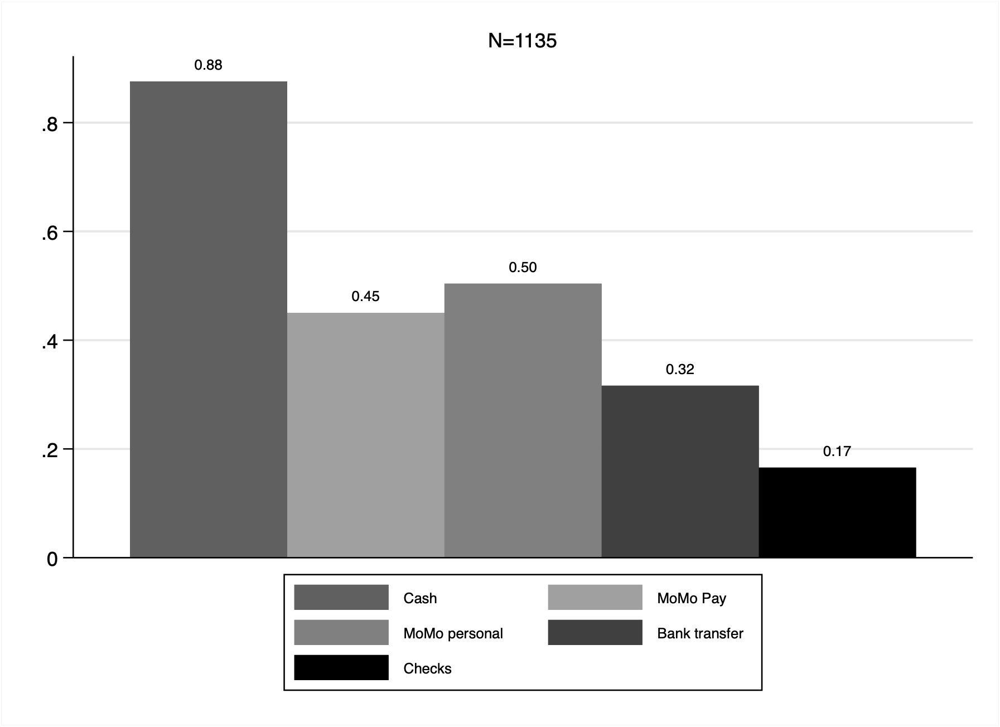 N=1135
0.88
.8
.6
0.50
0.45
.4
0.32
.2
0.17
0
Cash
MoMo Pay
MoMo personal
Bank transfer
Checks